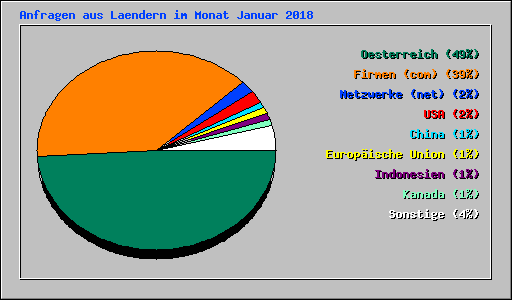 Anfragen aus Laendern im Monat Januar 2018
Oesterreich (49%)
Firmen (com) (39%)
Netzwerke (net) (2%)
USA (2%)
China (1%)
Europäische Union (1%)
Indonesien (1%)
Kanada (1%)
Sonstige (4%)